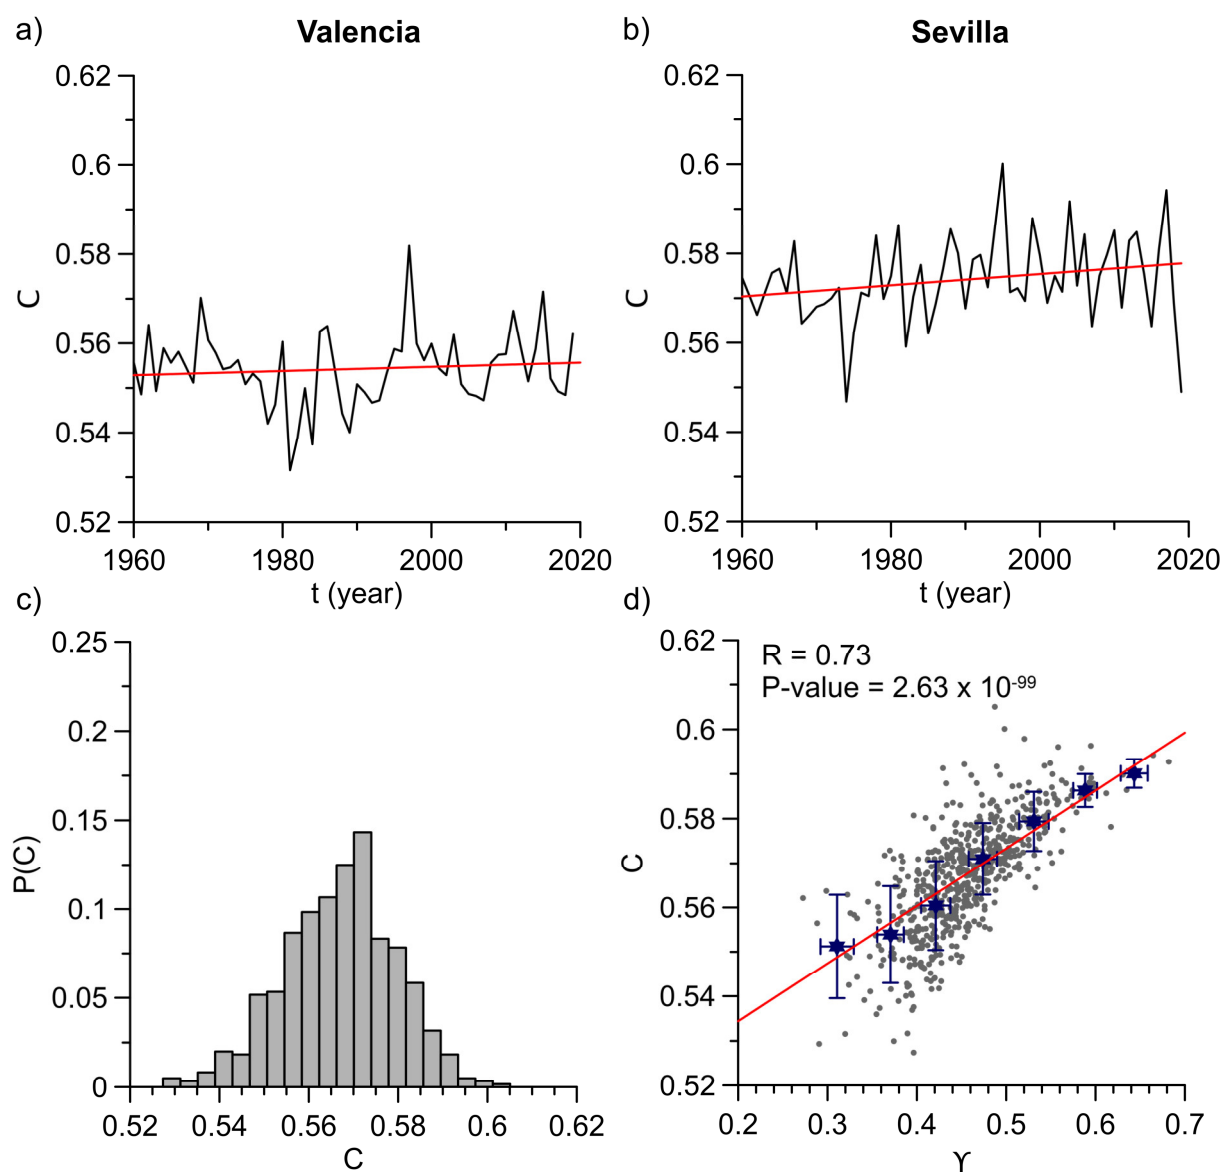 a) Valencia
0.62
0.6
0.58
0.56
0.54
0.52
C
1960 1980 2000 2020
t (year)
b) Sevilla
0.62
0.6
0.58
0.56
0.54
0.52
C
1960 1980 2000 2020
t (year)
c)
0.25
0.2
0.15
0.1
0.05
0
P(C)
0.52 0.54 0.56 0.58 0.6 0.62
C
d)
R = 0.73
P-value = 2.63 x 10⁻⁹⁹
0.62
0.6
0.58
0.56
0.54
0.52
C
0.2 0.3 0.4 0.5 0.6 0.7
ϒ